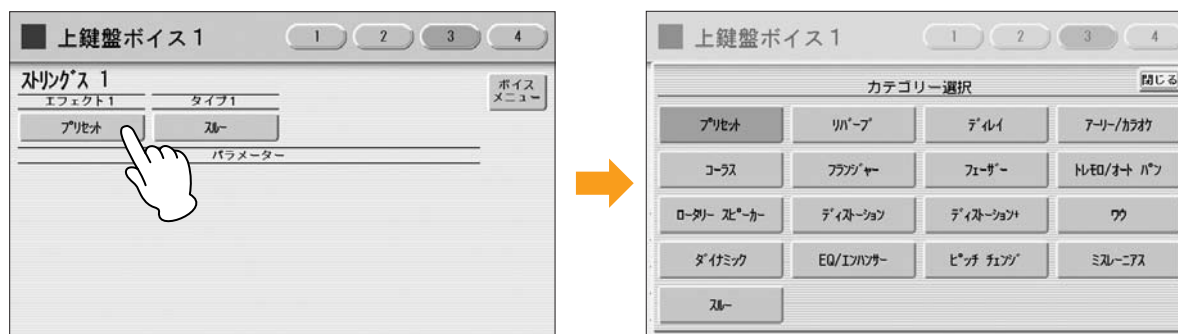 上鍵盤ボイス1 1 2 3 4
ストリングス 1
ボイス
メニュー
エフェクト1 タイプ1
プリセット スルー
パラメーター
上鍵盤ボイス1 1 2 3 4
カテゴリー選択 閉じる
プリセット リバーブ ディレイ アーリー/カラオケ
コーラス フランジャー フェーザー トレモロ/オート パン
ロータリー スピーカー ディストーション ディストーション+ ワウ
ダイナミック EQ/エンハンサー ピッチ チェンジ ミスレーニアス
スルー